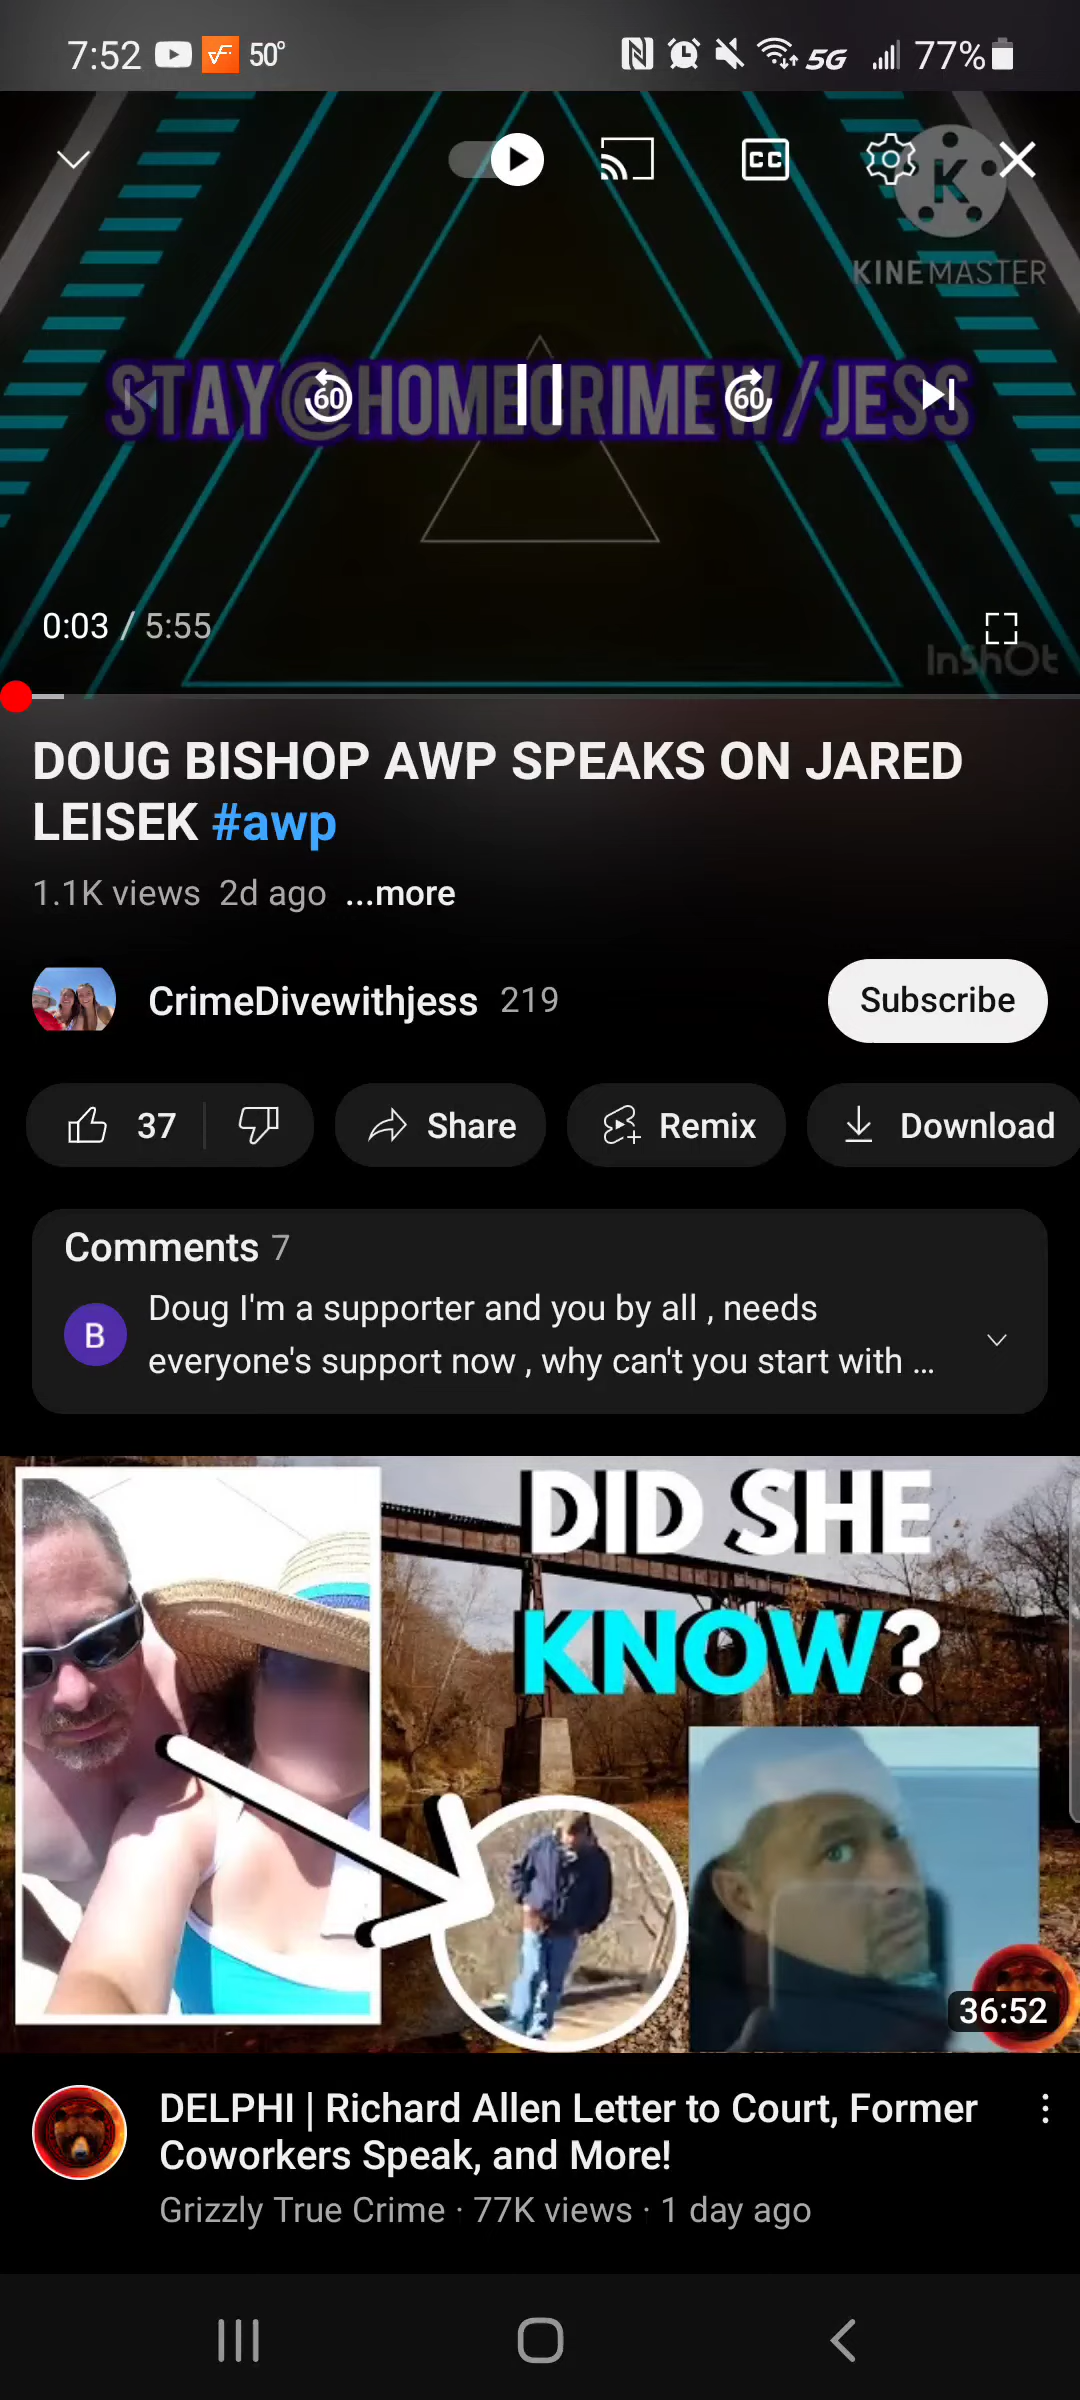 7:52 50°
5G 77%
CC
K
KINEMASTER
STAY@HOMECRIMEW/JESS
60 60
0:03 / 5:55
InShOt
DOUG BISHOP AWP SPEAKS ON JARED
LEISEK #awp
1.1K views 2d ago ...more
CrimeDivewithjess 219
Subscribe
37 Share Remix Download
Comments 7
B
Doug I'm a supporter and you by all , needs
everyone's support now , why can't you start with ...
DID SHE
KNOW?
36:52
DELPHI | Richard Allen Letter to Court, Former
Coworkers Speak, and More!
Grizzly True Crime · 77K views · 1 day ago